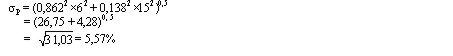 σₚ = (0,862² × 6² + 0,138² × 15²)^0,5
= (26,75 + 4,28)^0,5
= √31,03 = 5,57%